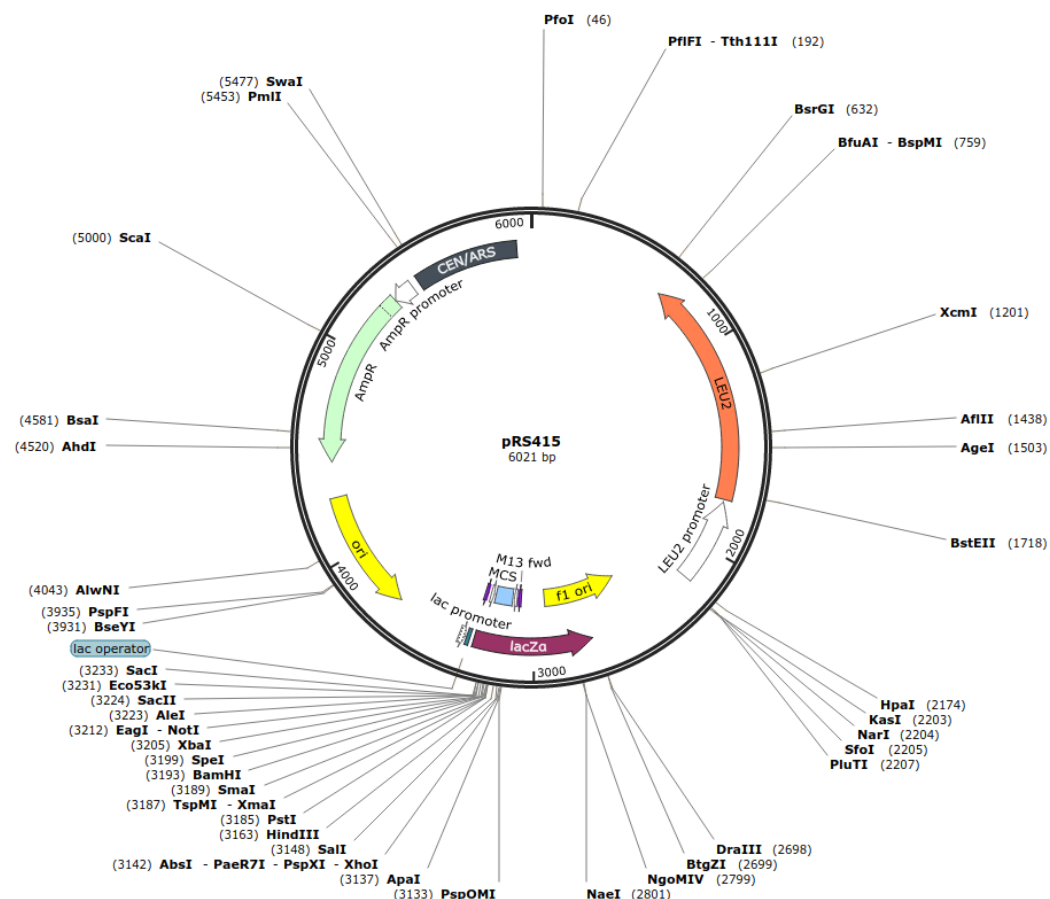 PfoI (46)
PflFI - Tth111I (192)
(5477) SwaI
(5453) PmlI
BsrGI (632)
BfuAI - BspMI (759)
6000
(5000) ScaI
CEN/ARS
AmpR promoter
1000
XcmI (1201)
5000
AmpR
LEU2
(4581) BsaI
AflII (1438)
(4520) AhdI
pRS415
AgeI (1503)
6021 bp
LEU2 promoter
BstEII (1718)
ori
2000
M13 fwd
4000
MCS
(4043) AlwNI
f1 ori
(3935) PspFI
lac promoter
(3931) BseYI
lac operator
lacZα
(3233) SacI
3000
(3231) Eco53kI
(3224) SacII
HpaI (2174)
(3223) AleI
KasI (2203)
(3212) EagI - NotI
NarI (2204)
(3205) XbaI
SfoI (2205)
(3199) SpeI
PluTI (2207)
(3193) BamHI
(3189) SmaI
(3187) TspMI - XmaI
(3185) PstI
(3163) HindIII
(3148) SalI
DraIII (2698)
(3142) AbsI - PaeR7I - PspXI - XhoI
BtgZI (2699)
(3137) ApaI
NgoMIV (2799)
(3133) PspOMI
NaeI (2801)